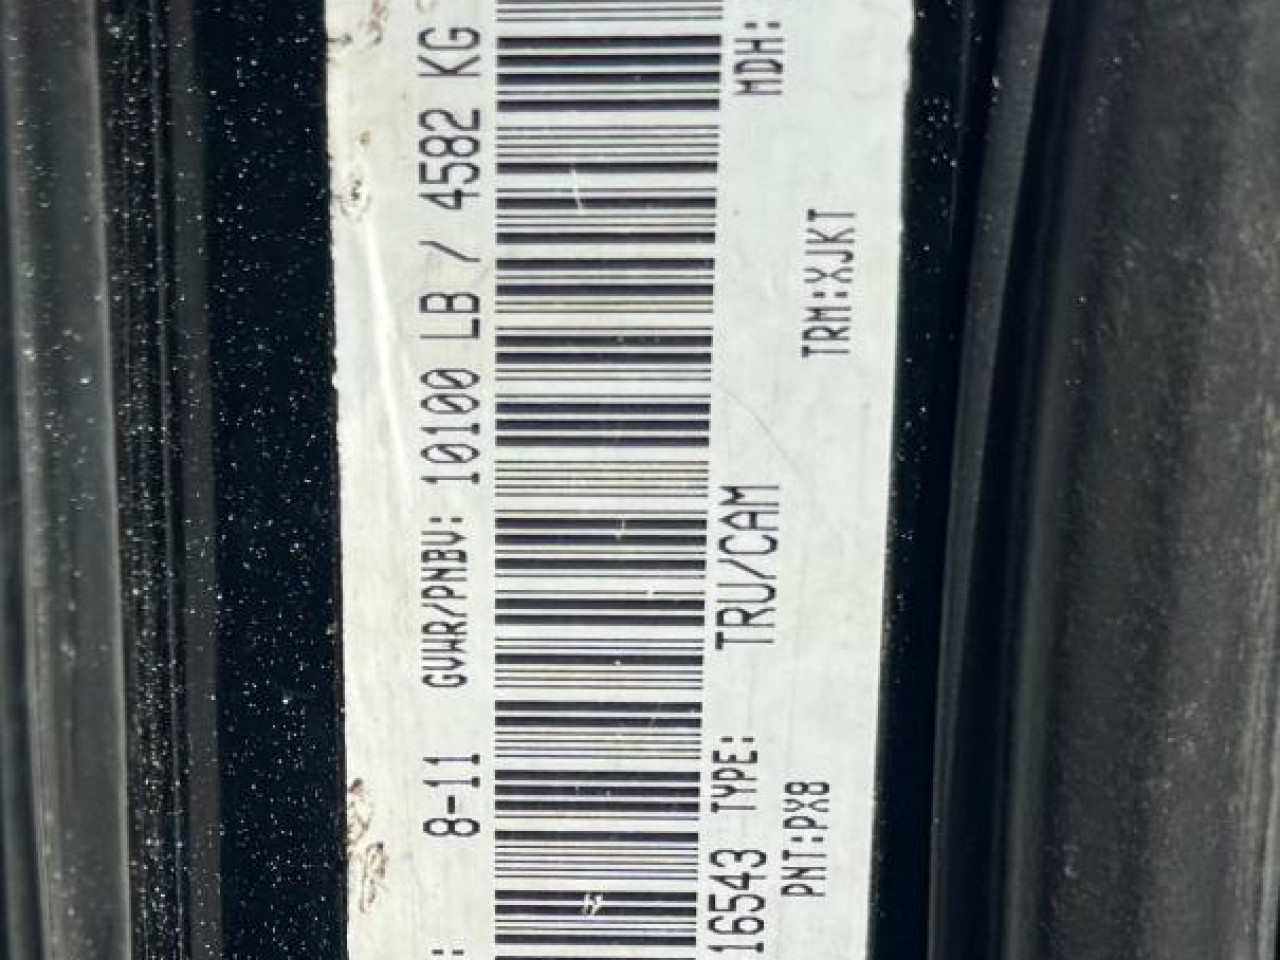 : 8-11 GVWR/PNBV: 10100 LB / 4582 KG
16543 TYPE: TRU/CAM MDH:
PNT:PX8 TRM:XJKT